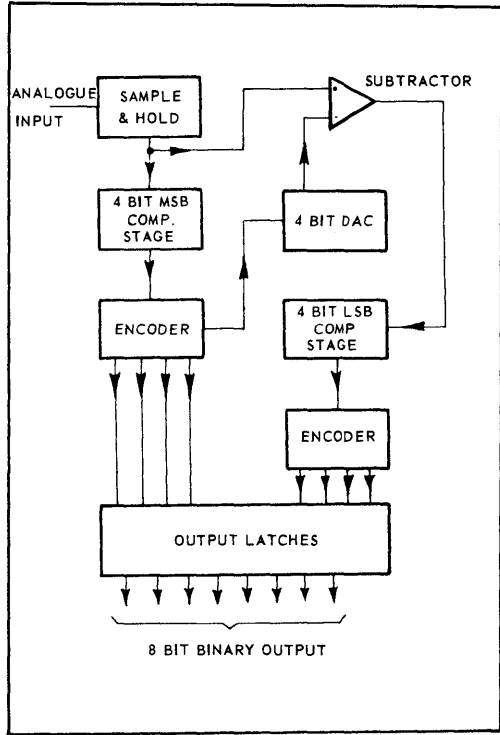 ANALOGUE
INPUT
SAMPLE
& HOLD
SUBTRACTOR
+
-
4 BIT MSB
COMP.
STAGE
4 BIT DAC
ENCODER
4 BIT LSB
COMP
STAGE
ENCODER
OUTPUT LATCHES
8 BIT BINARY OUTPUT